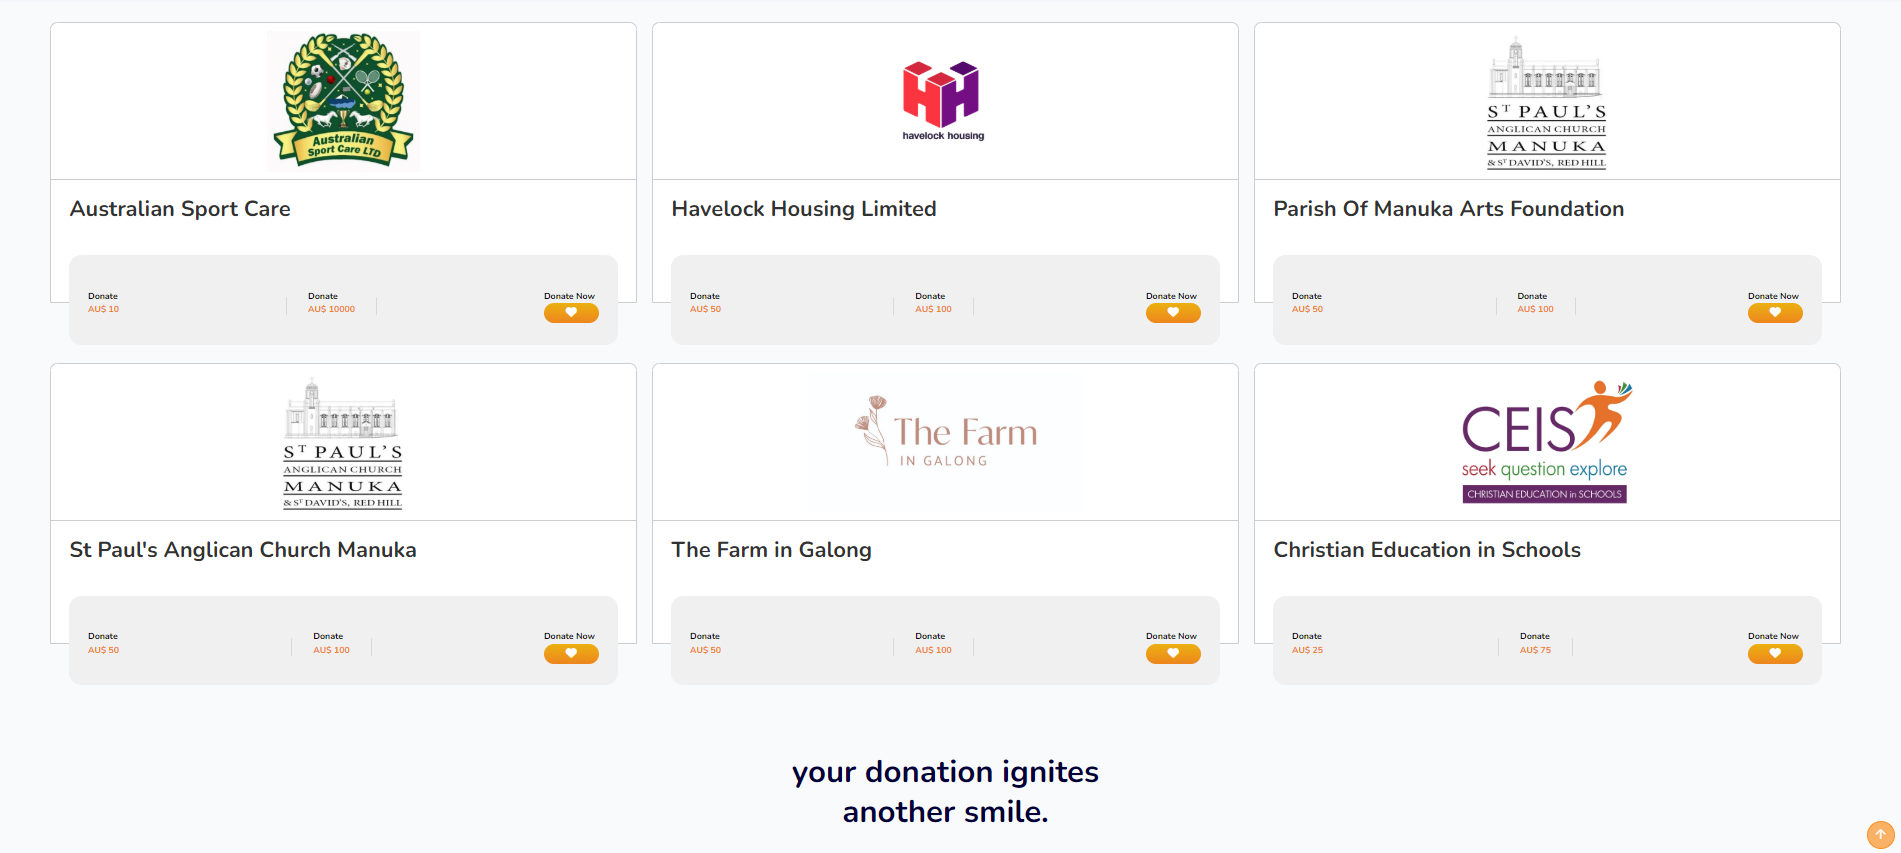 Australian
Sport Care LTD
Australian Sport Care
Donate
AU$ 10
Donate
AU$ 10000
Donate Now
havelock housing
Havelock Housing Limited
Donate
AU$ 50
Donate
AU$ 100
Donate Now
ST PAUL'S
ANGLICAN CHURCH
MANUKA
& ST DAVID'S, RED HILL
Parish Of Manuka Arts Foundation
Donate
AU$ 50
Donate
AU$ 100
Donate Now
ST PAUL'S
ANGLICAN CHURCH
MANUKA
& ST DAVID'S, RED HILL
St Paul's Anglican Church Manuka
Donate
AU$ 50
Donate
AU$ 100
Donate Now
The Farm
IN GALONG
The Farm in Galong
Donate
AU$ 50
Donate
AU$ 100
Donate Now
CEIS
seek question explore
CHRISTIAN EDUCATION in SCHOOLS
Christian Education in Schools
Donate
AU$ 25
Donate
AU$ 75
Donate Now
your donation ignites
another smile.